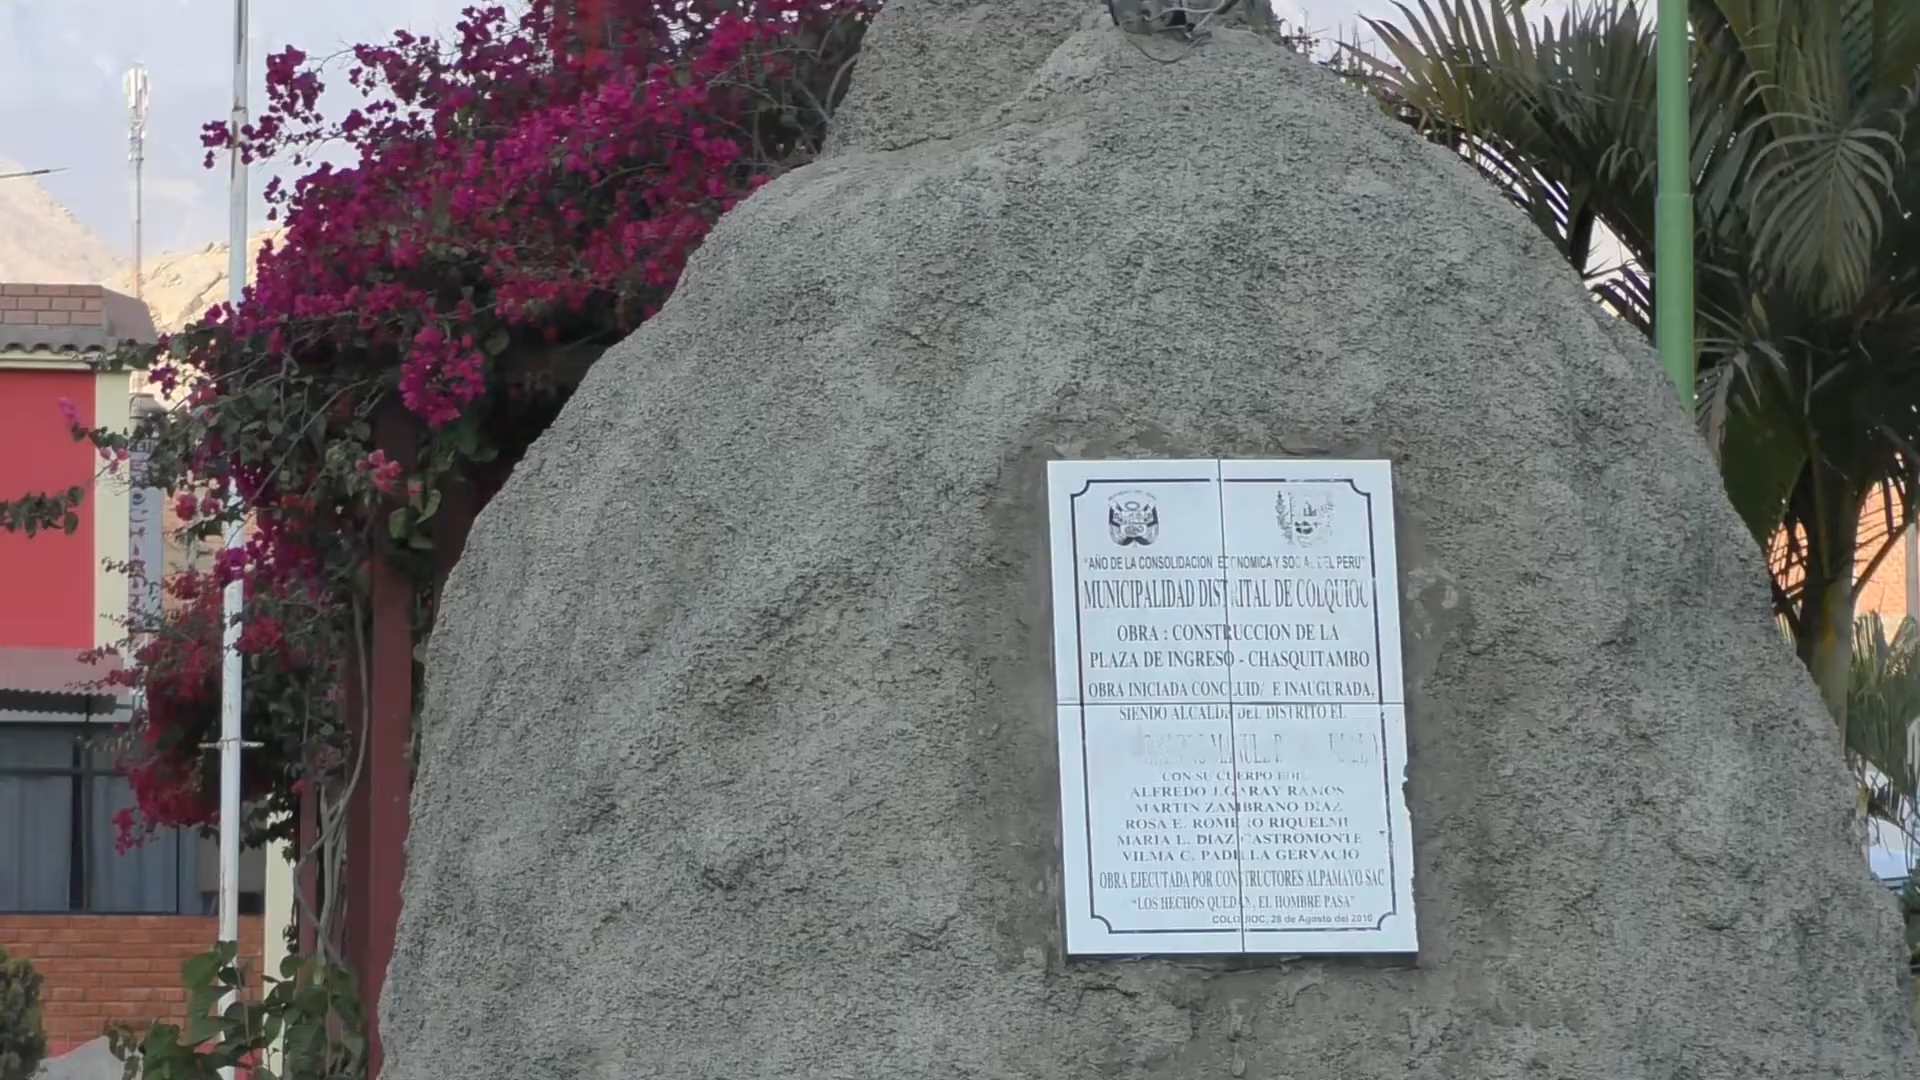 "AÑO DE LA CONSOLIDACION ECONOMICA Y SOCIAL DEL PERU"
MUNICIPALIDAD DISTRITAL DE COLQUIOC
OBRA : CONSTRUCCION DE LA
PLAZA DE INGRESO - CHASQUITAMBO
OBRA INICIADA CONCLUIDA E INAUGURADA,
SIENDO ALCALDE DEL DISTRITO EL
CON SU CUERPO
ALFREDO J. GARAY RAMOS
MARTIN ZAMBRANO DIAZ
ROSA E. ROMERO RIQUELME
MARIA L. DIAZ CASTROMONTE
VILMA C. PADILLA GERVACIO
OBRA EJECUTADA POR CONSTRUCTORES ALPAMAYO SAC
"LOS HECHOS QUEDAN, EL HOMBRE PASA"
COLQUIOC, 28 de Agosto del 2010